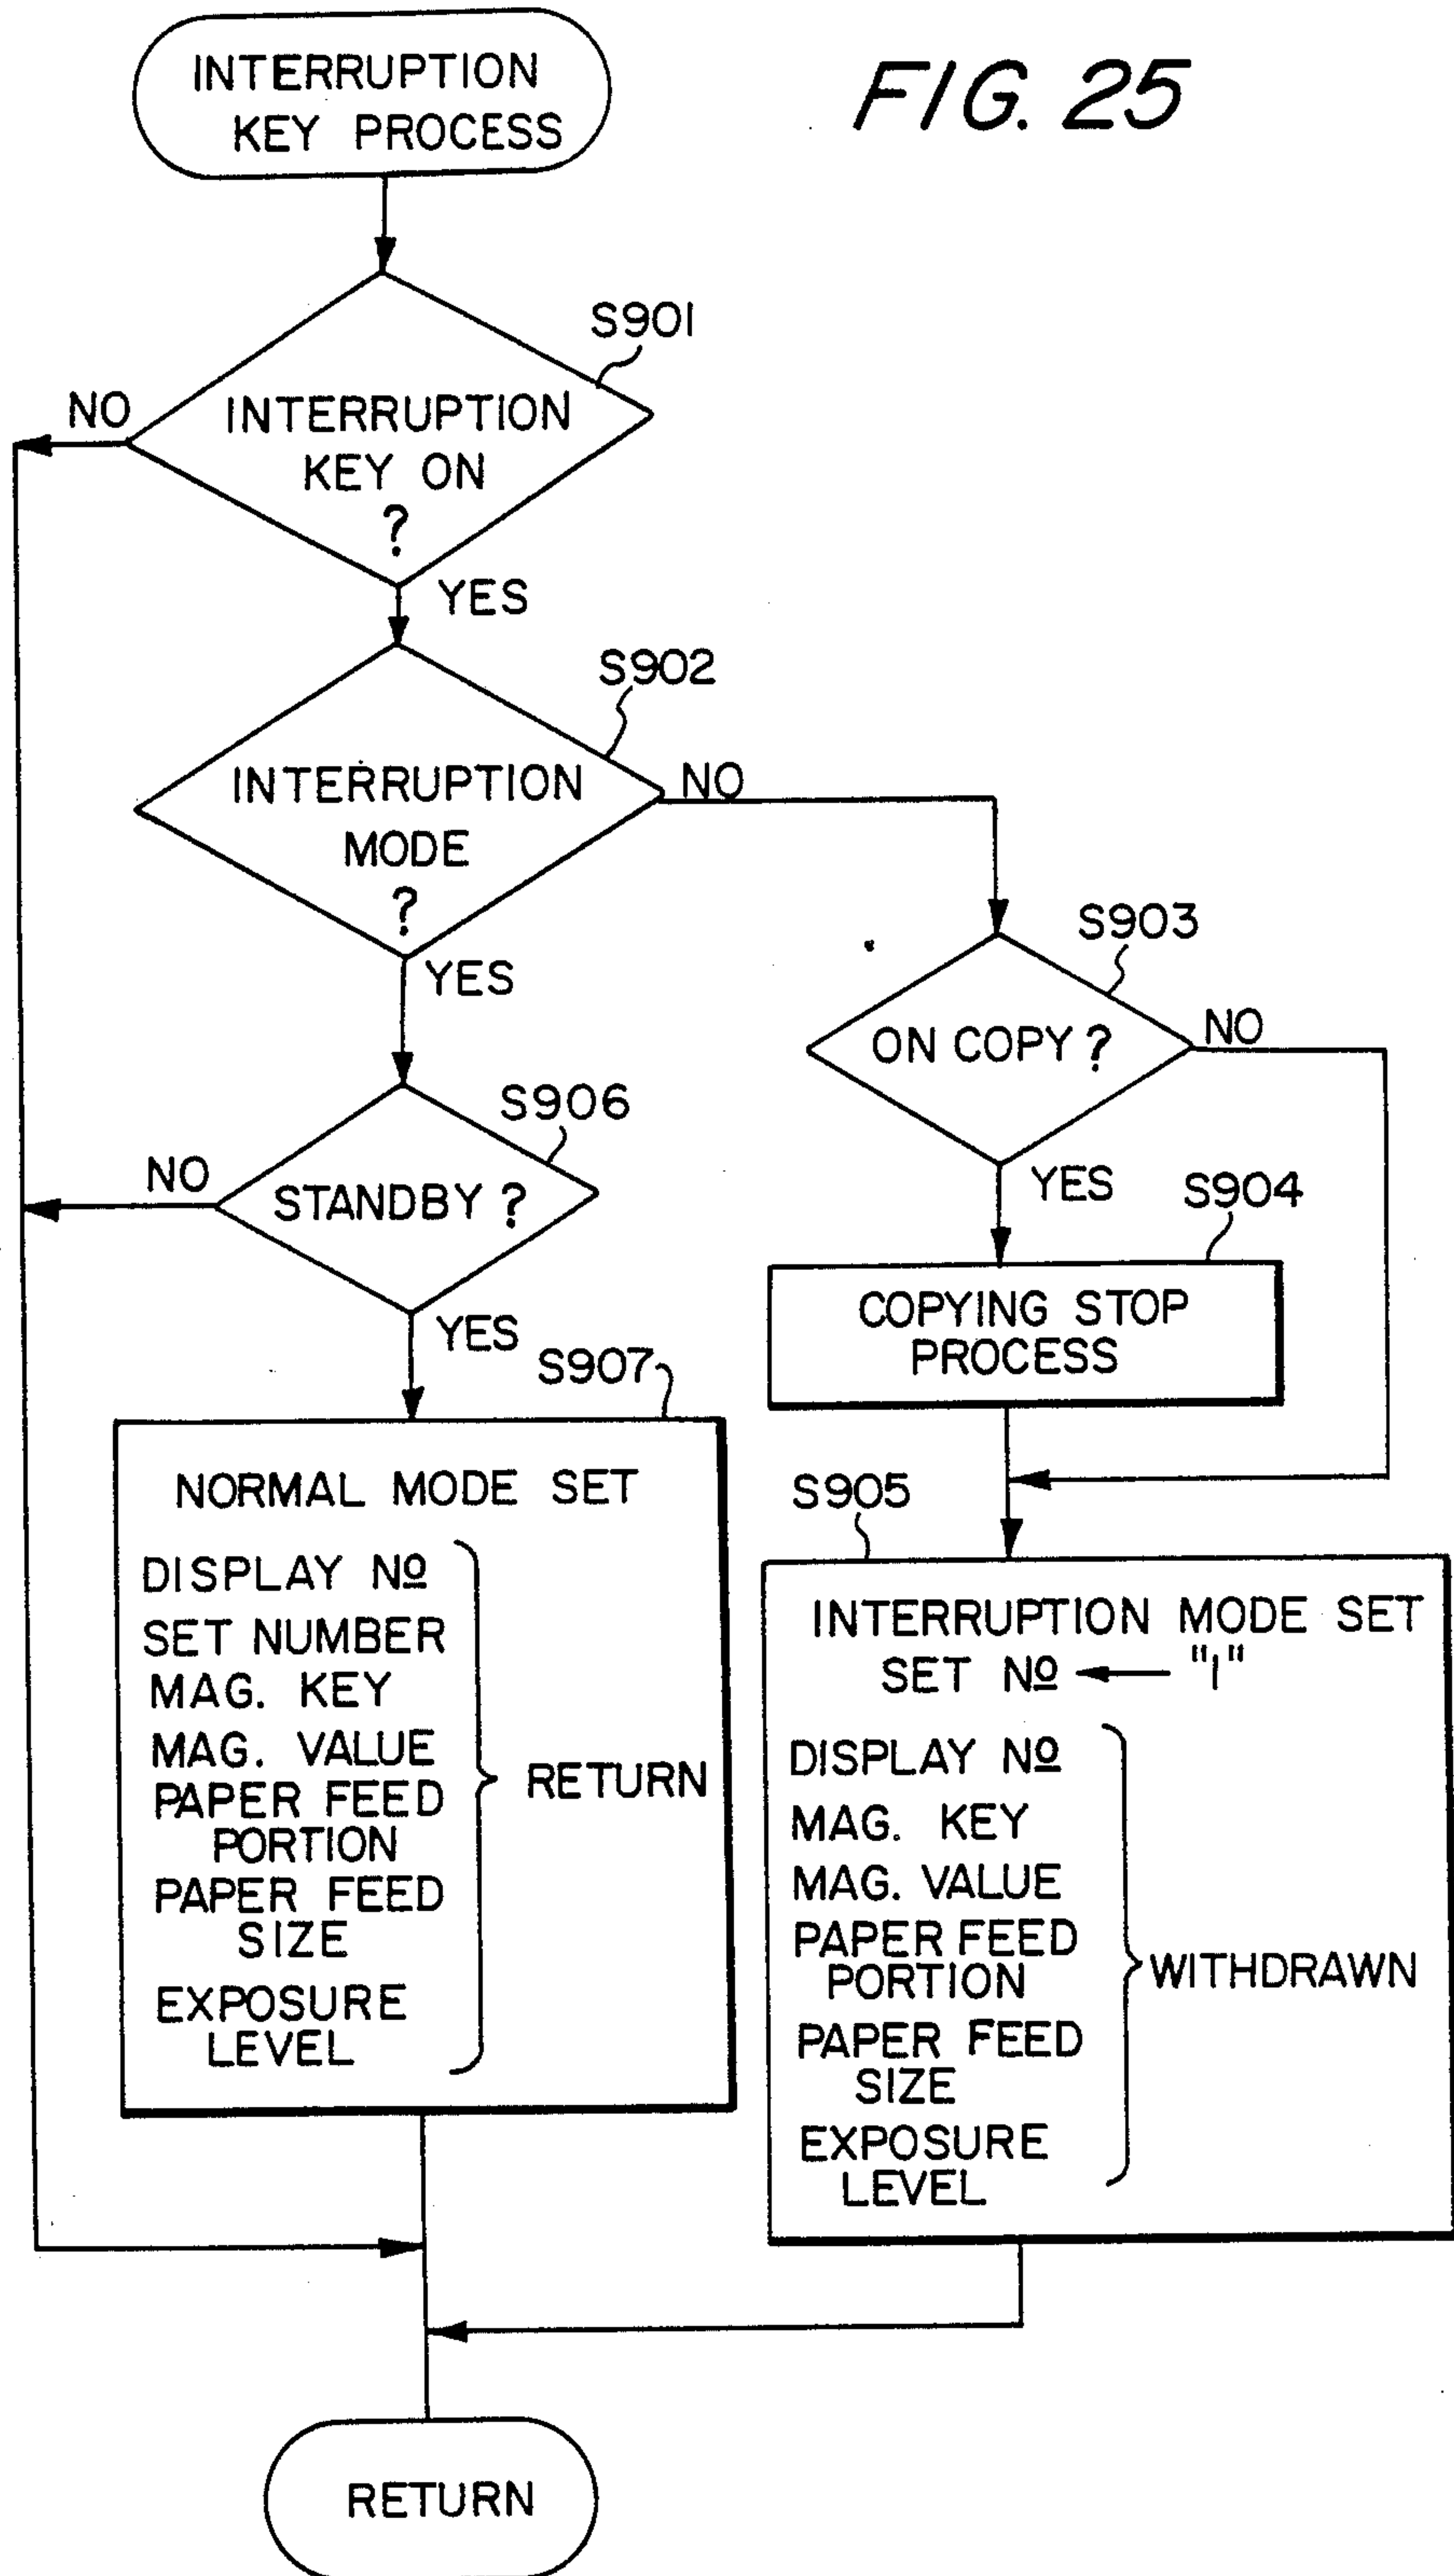 FIG. 25
INTERRUPTION
KEY PROCESS
S901
NO
INTERRUPTION
KEY ON
?
YES
S902
INTERRUPTION
MODE
?
NO
YES
S903
ON COPY?
NO
YES
S906
STANDBY?
NO
YES
S904
COPYING STOP
PROCESS
S907
NORMAL MODE SET
DISPLAY No
SET NUMBER
MAG. KEY
MAG. VALUE
PAPER FEED
PORTION
PAPER FEED
SIZE
EXPOSURE
LEVEL
RETURN
S905
INTERRUPTION MODE SET
SET No ← "1"
DISPLAY No
MAG. KEY
MAG. VALUE
PAPER FEED
PORTION
PAPER FEED
SIZE
EXPOSURE
LEVEL
WITHDRAWN
RETURN